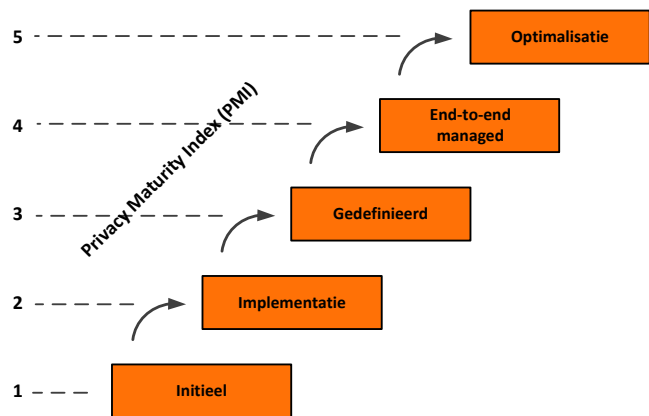 5
Optimalisatie
4
End-to-end
managed
Privacy Maturity Index (PMI)
3
Gedefinieerd
2
Implementatie
1
Initieel